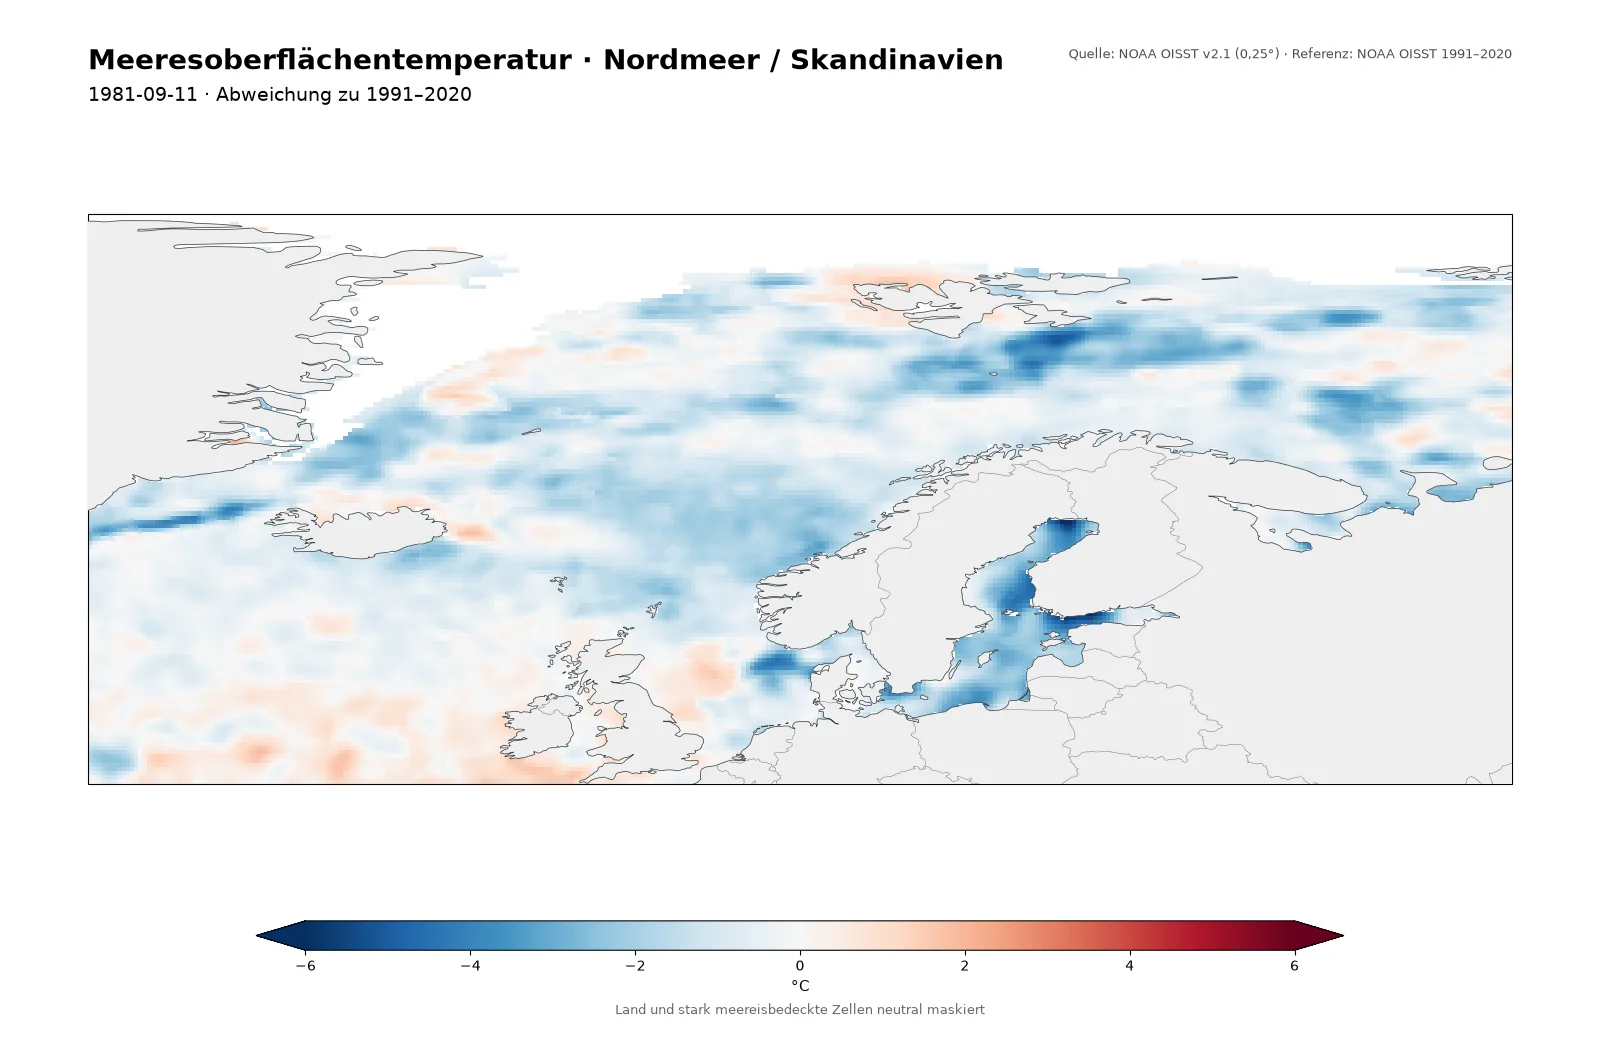 Meeresoberflächentemperatur · Nordmeer / Skandinavien
Quelle: NOAA OISST v2.1 (0,25°) · Referenz: NOAA OISST 1991–2020
1981-09-11 · Abweichung zu 1991–2020
−6 −4 −2 0 2 4 6
°C
Land und stark meereisbedeckte Zellen neutral maskiert